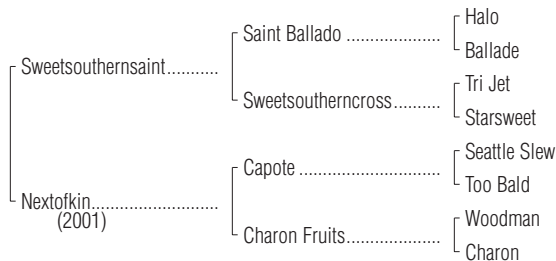 Halo
Saint Ballado ....................
Ballade
Sweetsouthernsaint...........
Tri Jet
Sweetsoutherncross..........
Starsweet
Seattle Slew
Capote ..............................
Too Bald
Nextofkin...........................
(2001)
Woodman
Charon Fruits....................
Charon